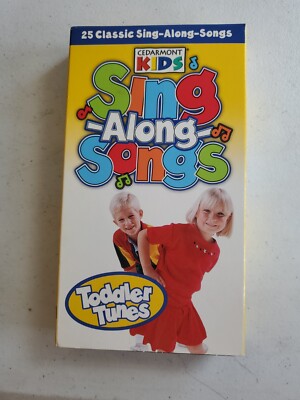 25 Classic Sing-Along-Songs
CEDARMONT
KIDS
Sing
-Along-
Songs
Toddler
Tunes